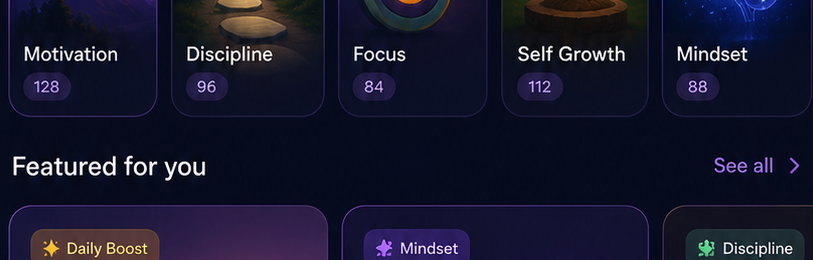 Motivation Discipline Focus Self Growth Mindset
128 96 84 112 88
Featured for you See all
Daily Boost Mindset Discipline